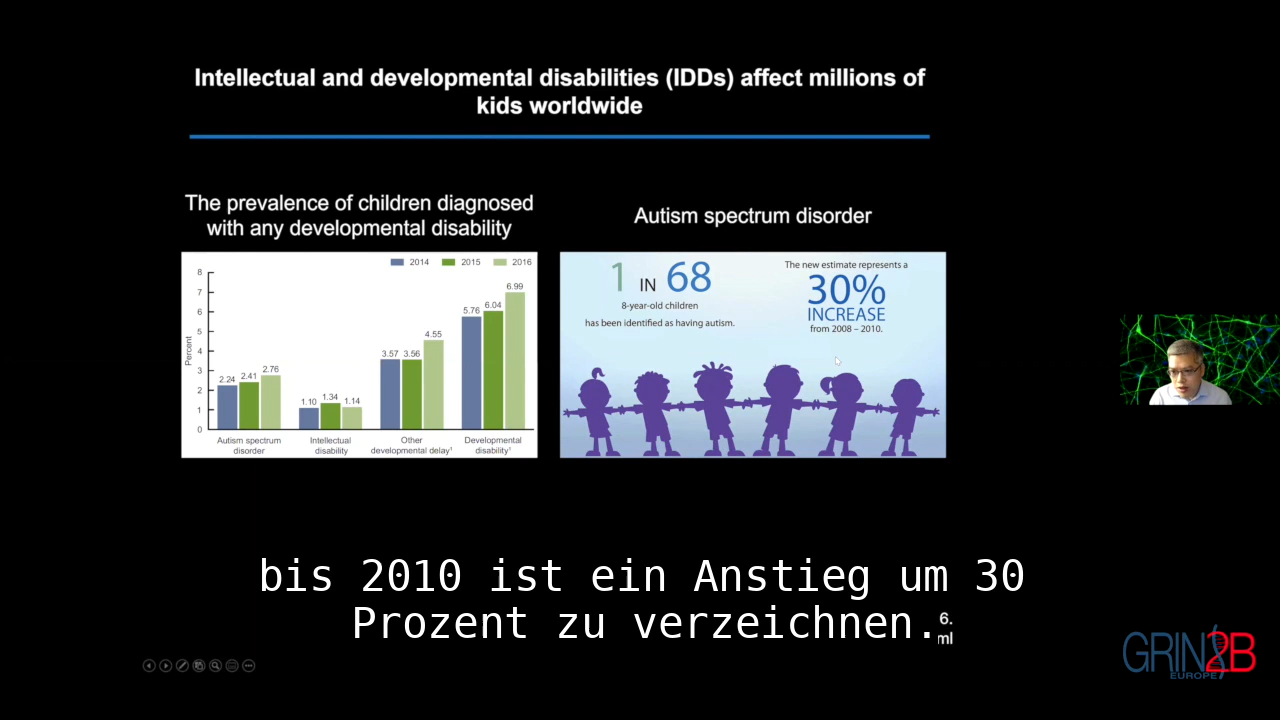 Intellectual and developmental disabilities (IDDs) affect millions of
kids worldwide
The prevalence of children diagnosed
with any developmental disability
2014
2015
2016
8
7
6
5
4
3
2
1
0
Percent
2.24
2.41
2.76
1.10
1.34
1.14
3.57
3.56
4.55
5.76
6.04
6.99
Autism spectrum
disorder
Intellectual
disability
Other
developmental delay¹
Developmental
disability¹
Autism spectrum disorder
1 IN 68
8-year-old children
has been identified as having autism.
The new estimate represents a
30%
INCREASE
from 2008 – 2010.
bis 2010 ist ein Anstieg um 30
Prozent zu verzeichnen.
6.
ml
GRIN2B
EUROPE